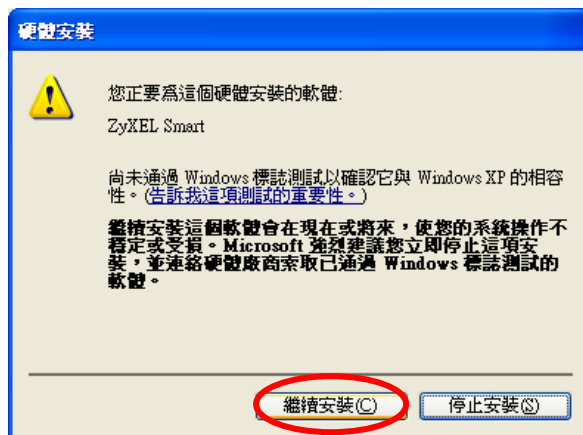 硬體安裝
您正要為這個硬體安裝的軟體:
ZyXEL Smart
尚未通過 Windows 標誌測試以確認它與 Windows XP 的相容
性。(告訴我這項測試的重要性。)
繼續安裝這個軟體會在現在或將來，使您的系統操作不
穩定或受損。Microsoft 強烈建議您立即停止這項安
裝，並連絡硬體廠商索取已通過 Windows 標誌測試的
軟體。
繼續安裝(C)
停止安裝(S)